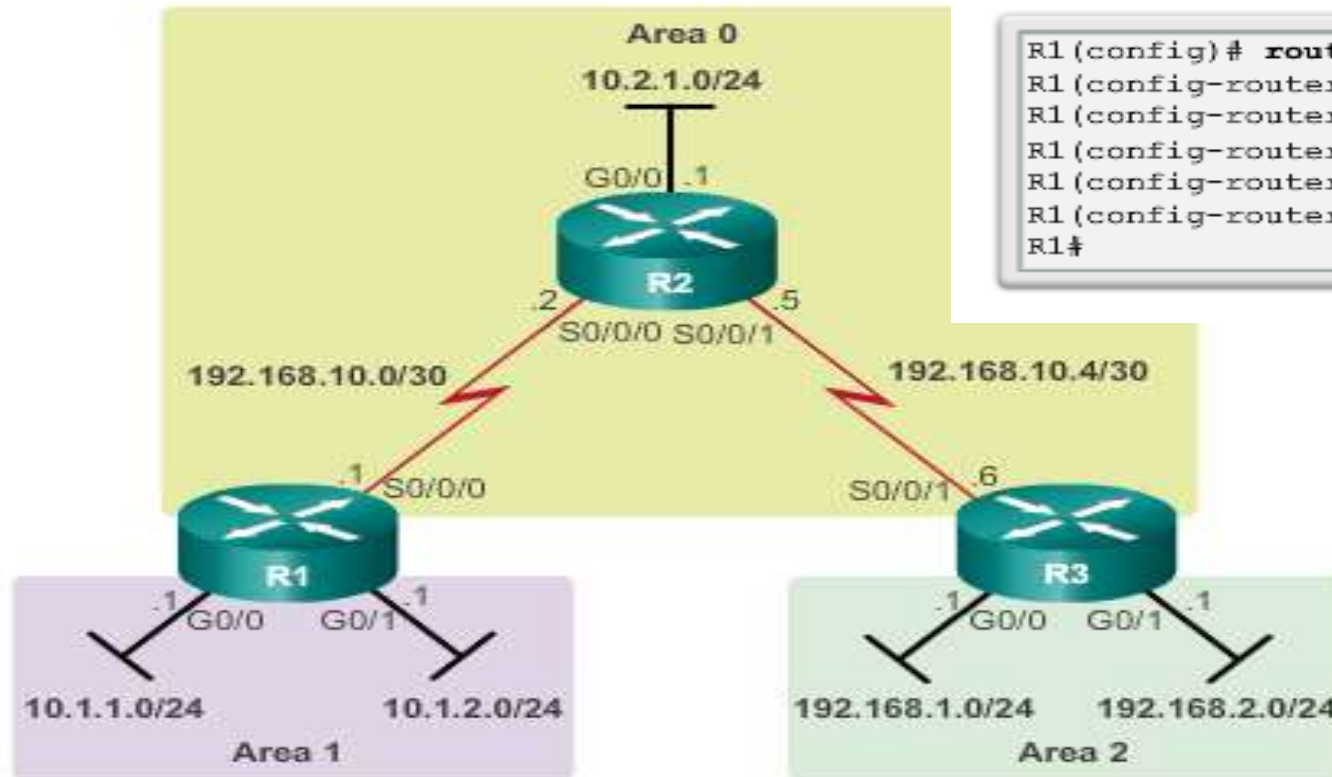 Area 0
10.2.1.0/24
G0/0 .1
R2
.2 .5
S0/0/0 S0/0/1
192.168.10.0/30
192.168.10.4/30
.1 S0/0/0
S0/0/1 .6
R1
.1 .1
G0/0 G0/1
10.1.1.0/24 10.1.2.0/24
Area 1
R3
.1 .1
G0/0 G0/1
192.168.1.0/24 192.168.2.0/24
Area 2
R1(config)# rout
R1(config-router
R1(config-router
R1(config-router
R1(config-router
R1(config-router
R1#